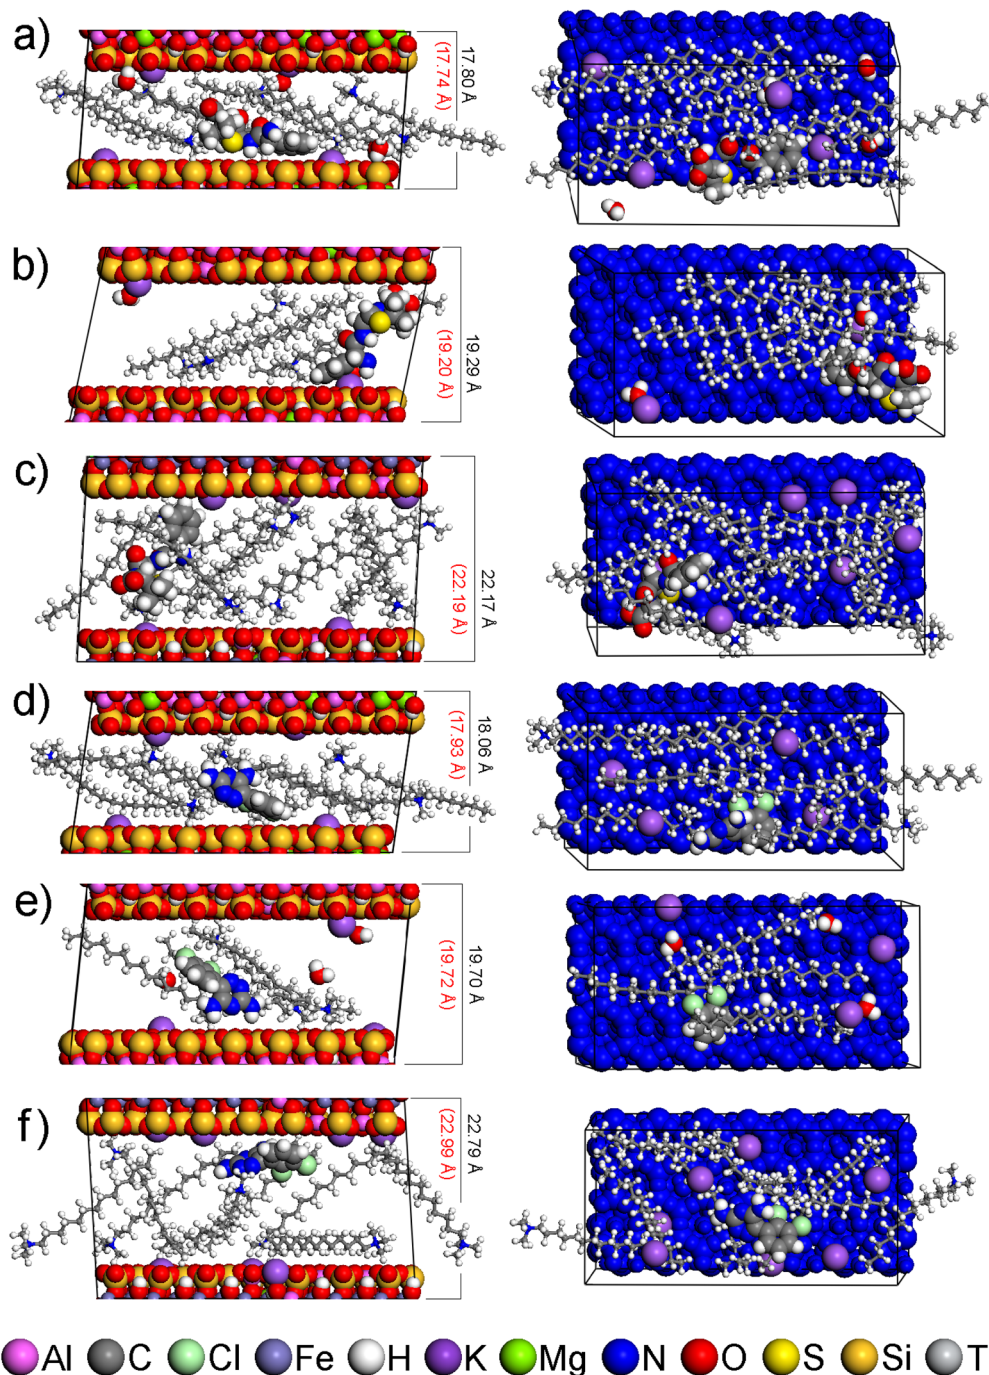 a)
17.80 Å
(17.74 Å)
b)
19.29 Å
(19.20 Å)
c)
22.17 Å
(22.19 Å)
d)
18.06 Å
(17.93 Å)
e)
19.70 Å
(19.72 Å)
f)
22.79 Å
(22.99 Å)
Al C Cl Fe H K Mg N O S Si T